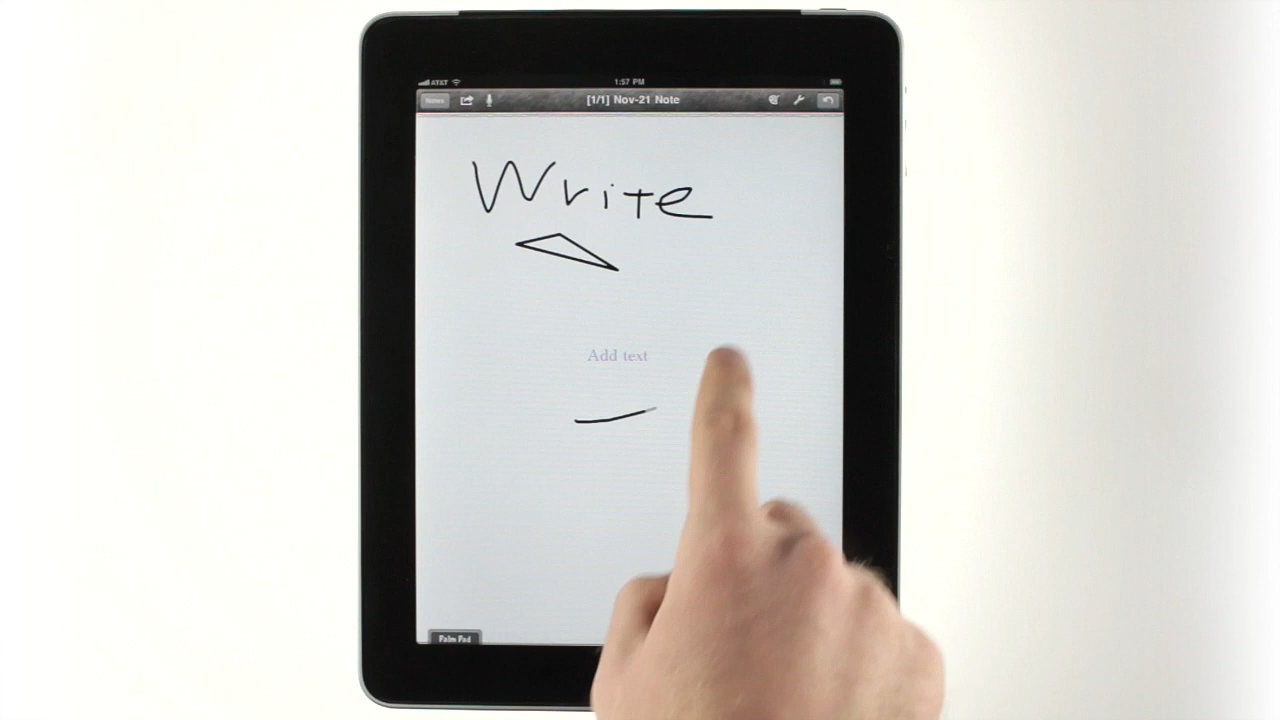 AT&T 1:57 PM
Notes [1/1] Nov-21 Note
Write
Add text
Palm Pad